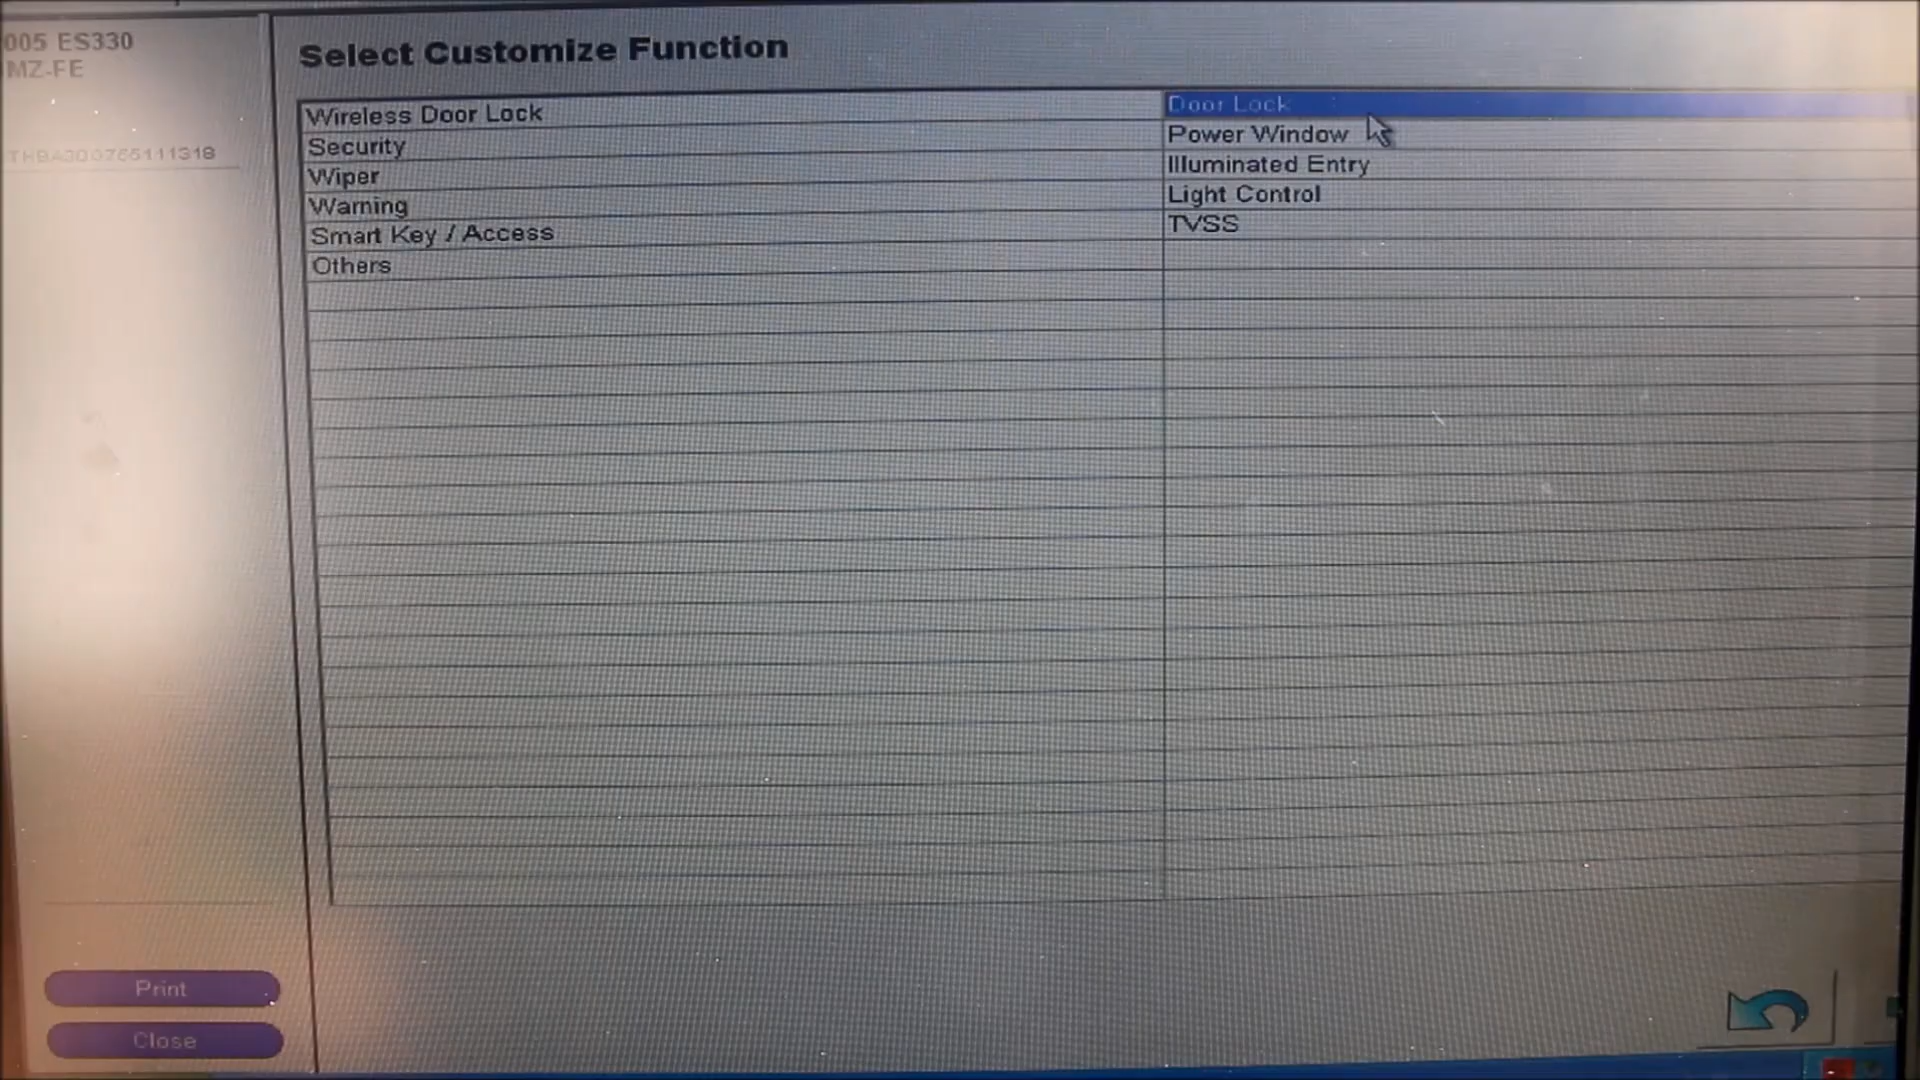 005 ES330
MZ-FE
Select Customize Function
Wireless Door Lock
Door Lock
Security
Power Window
Wiper
Illuminated Entry
Warning
Light Control
Smart Key / Access
TVSS
Others
Print
Close